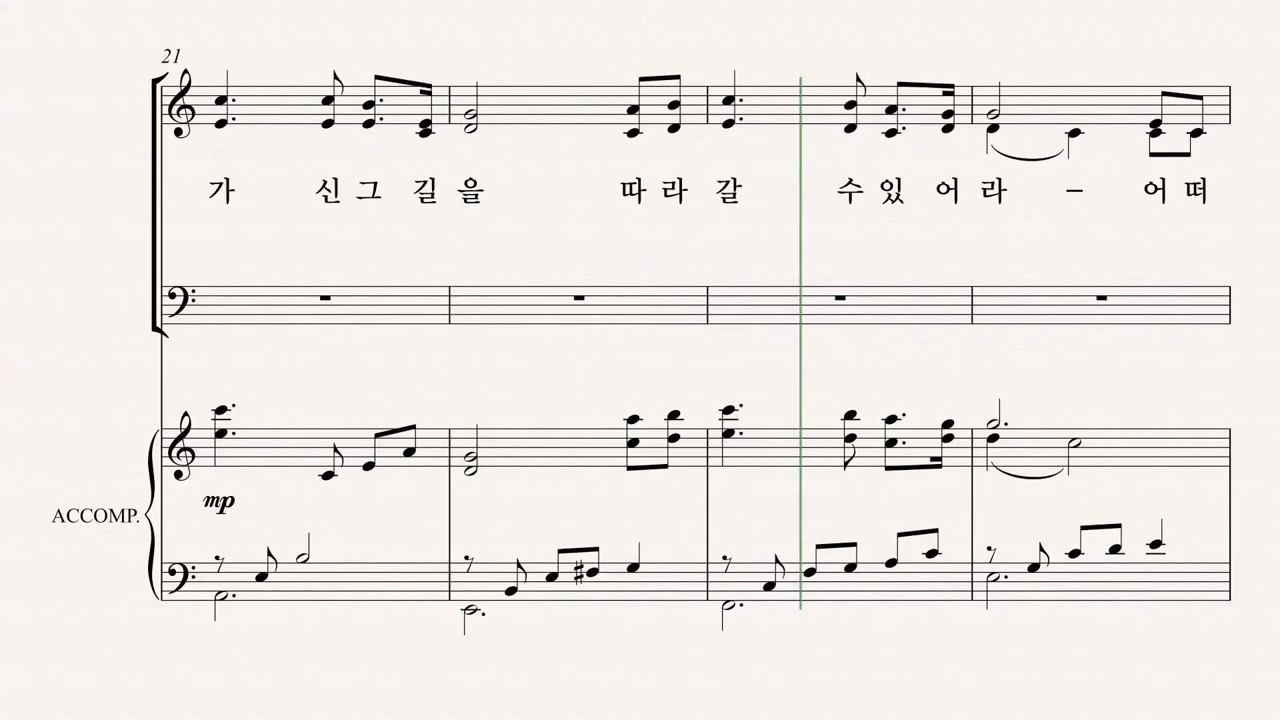 21
가 신 그 길 을 따 라 갈 수 있 어 라 – 어 떠
mp
ACCOMP.